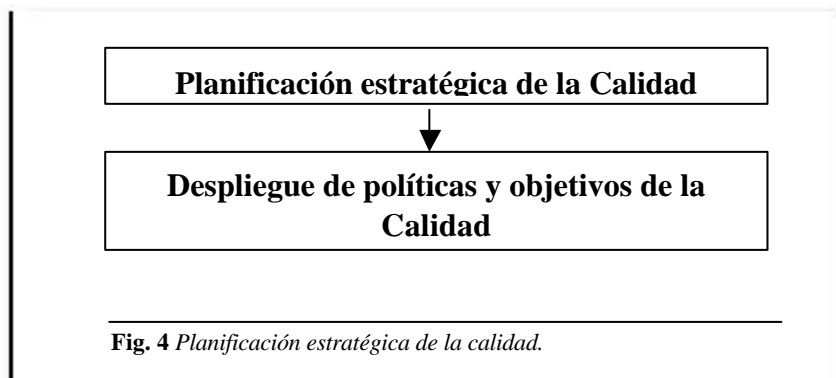 Planificación estratégica de la Calidad
Despliegue de políticas y objetivos de la
Calidad
Fig. 4 Planificación estratégica de la calidad.